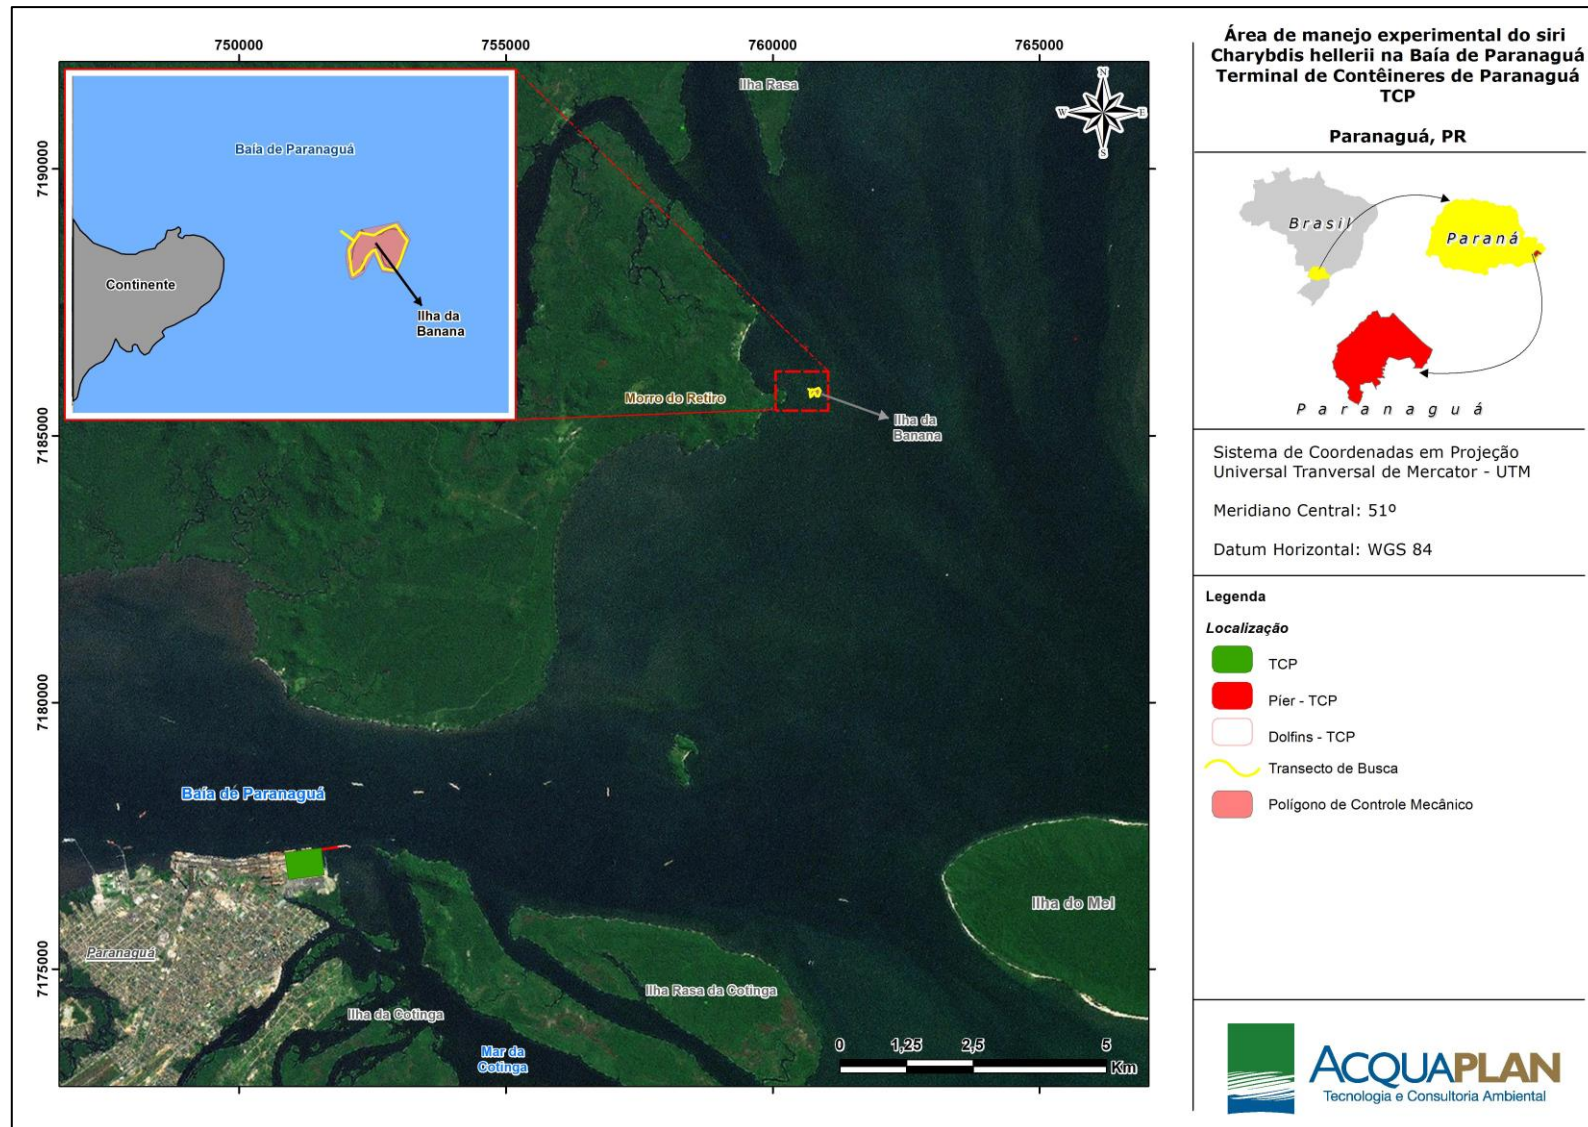 Área de manejo experimental do siri
Charybdis hellerii na Baía de Paranaguá
Terminal de Contêineres de Paranaguá
TCP
Paranaguá, PR
750000
755000
760000
765000
7190000
7185000
7180000
7175000
N
W
E
S
Ilha Rasa
Baía de Paranaguá
Continente
Ilha da
Banana
Morro do Retiro
Ilha da
Banana
Baía de Paranaguá
Paranaguá
Ilha da Cotinga
Mar da
Cotinga
Ilha Rasa da Cotinga
Ilha do Mel
0
1,25
2,5
5
Km
Brasil
Paraná
Paranaguá
Sistema de Coordenadas em Projeção
Universal Tranversal de Mercator - UTM
Meridiano Central: 51º
Datum Horizontal: WGS 84
Legenda
Localização
TCP
Píer - TCP
Dolfins - TCP
Transecto de Busca
Polígono de Controle Mecânico
ACQUAPLAN
Tecnologia e Consultoria Ambiental